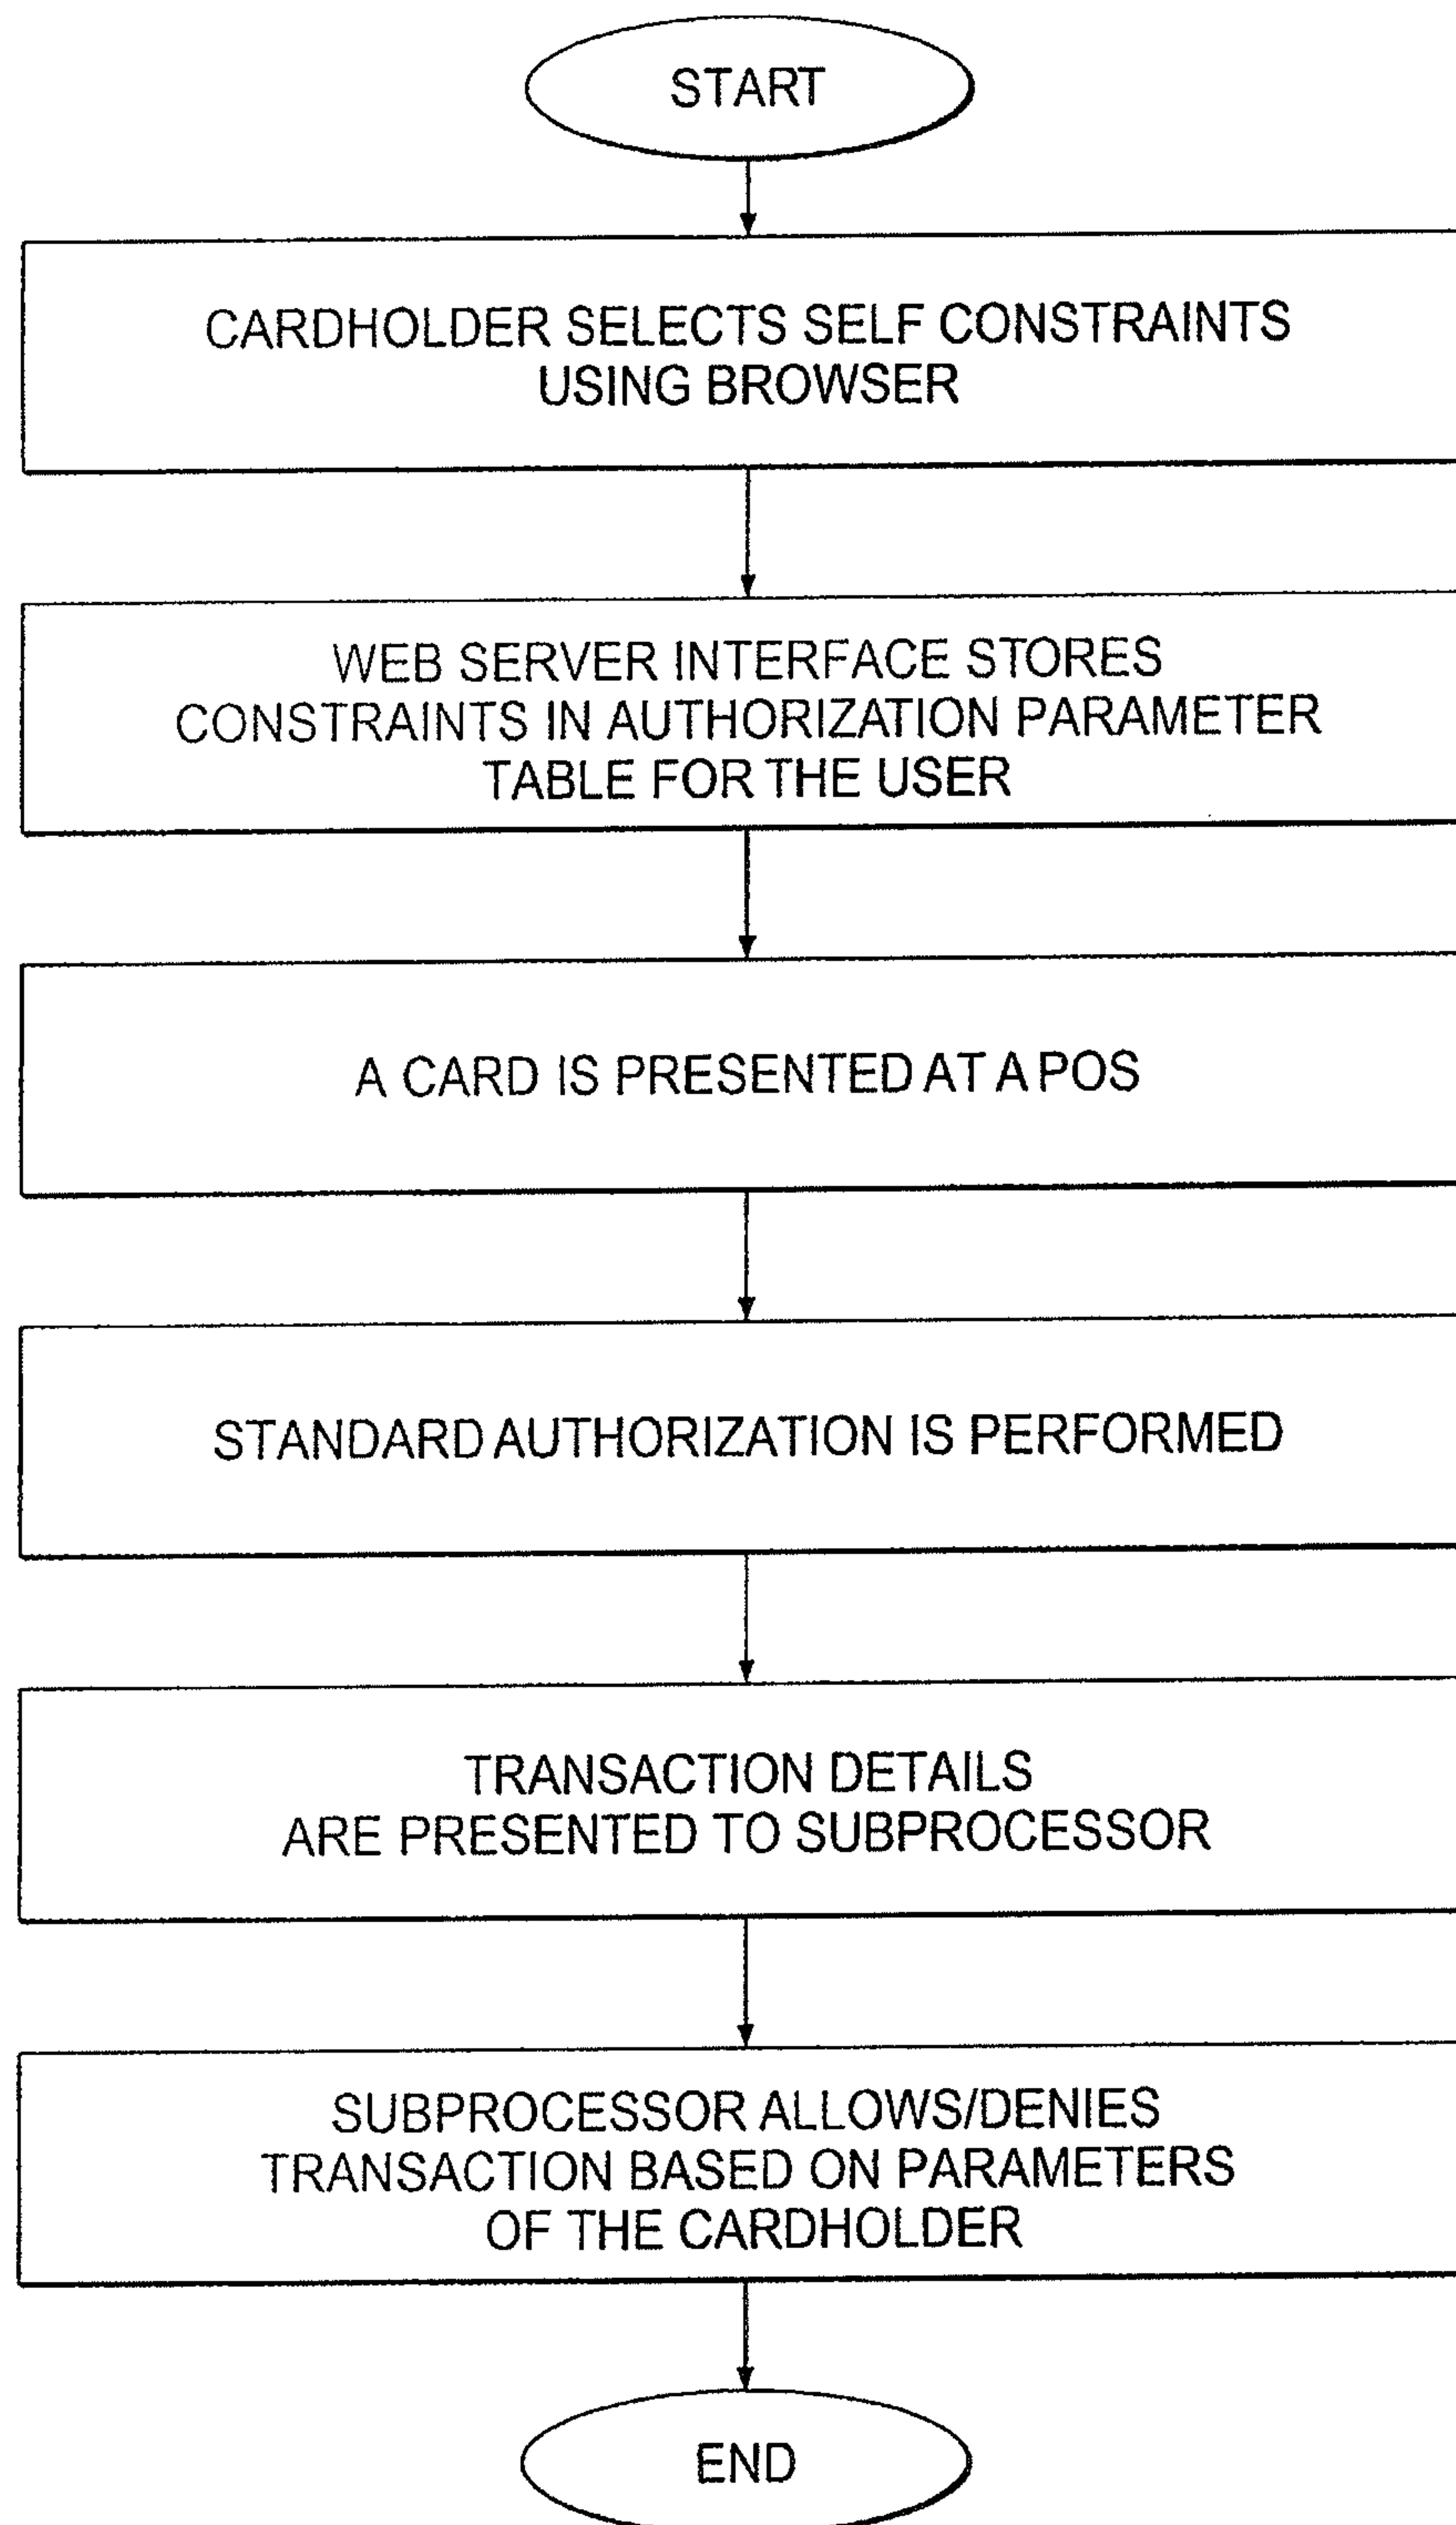 START
CARDHOLDER SELECTS SELF CONSTRAINTS
USING BROWSER
WEB SERVER INTERFACE STORES
CONSTRAINTS IN AUTHORIZATION PARAMETER
TABLE FOR THE USER
A CARD IS PRESENTED AT A POS
STANDARD AUTHORIZATION IS PERFORMED
TRANSACTION DETAILS
ARE PRESENTED TO SUBPROCESSOR
SUBPROCESSOR ALLOWS/DENIES
TRANSACTION BASED ON PARAMETERS
OF THE CARDHOLDER
END